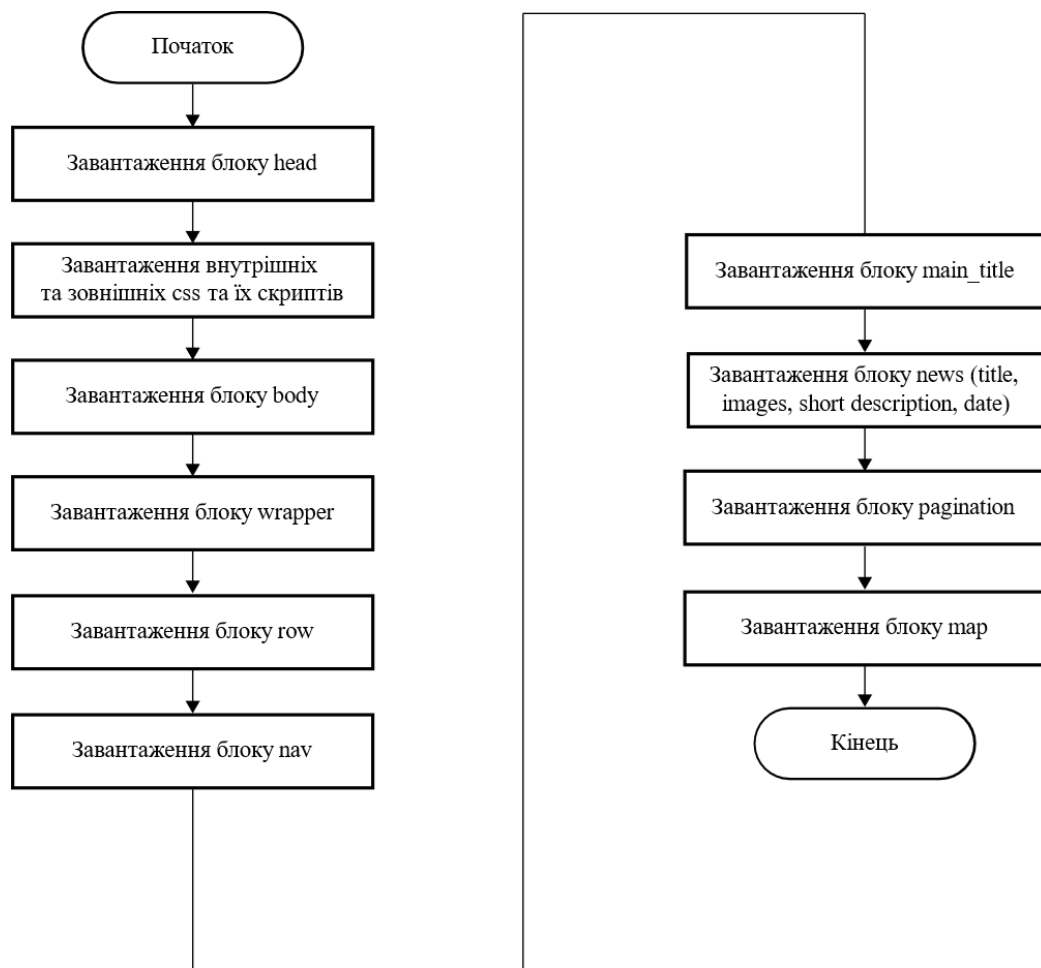 Початок
Завантаження блоку head
Завантаження внутрішніх
та зовнішніх css та їх скриптів
Завантаження блоку body
Завантаження блоку wrapper
Завантаження блоку row
Завантаження блоку nav
Завантаження блоку main_title
Завантаження блоку news (title,
images, short description, date)
Завантаження блоку pagination
Завантаження блоку map
Кінець